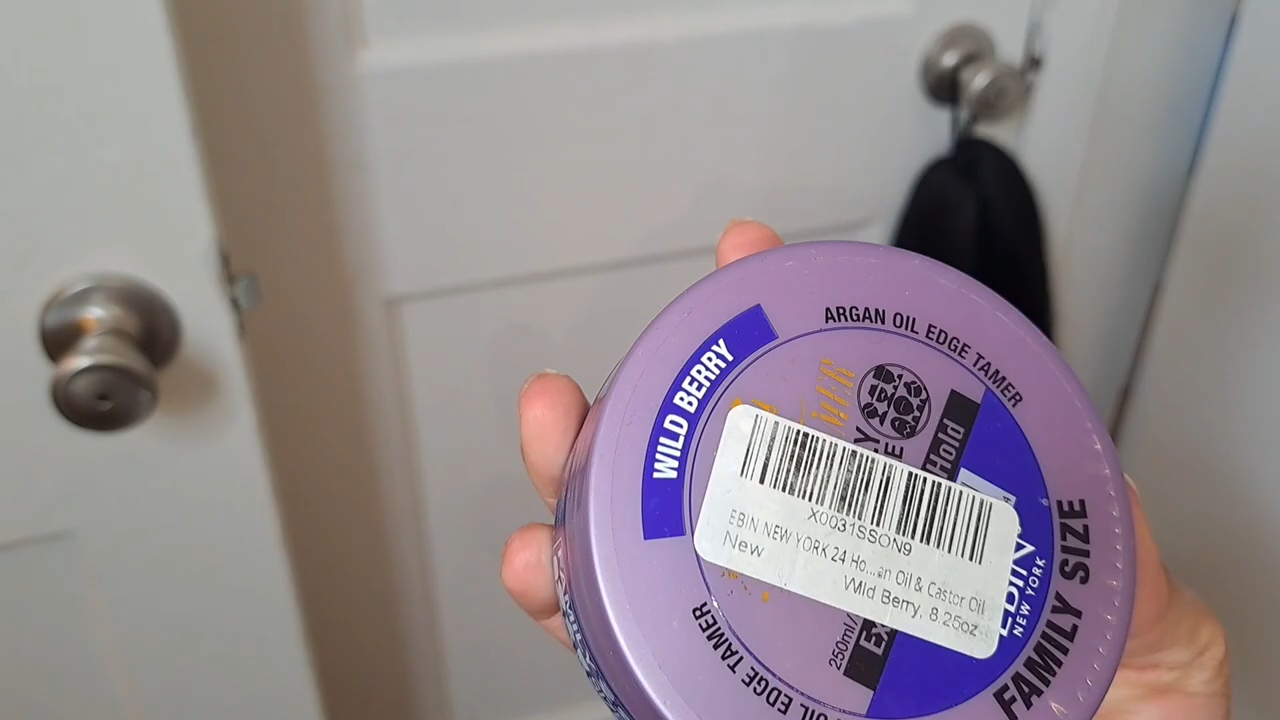 WILD BERRY
ARGAN OIL EDGE TAMER
Hold
X0031SSON9
EBIN NEW YORK 24 Ho...an Oil & Castor Oil
Wild Berry, 8.25oz
New
250ml/
EBIN
NEW YORK
FAMILY SIZE
OIL EDGE TAMER